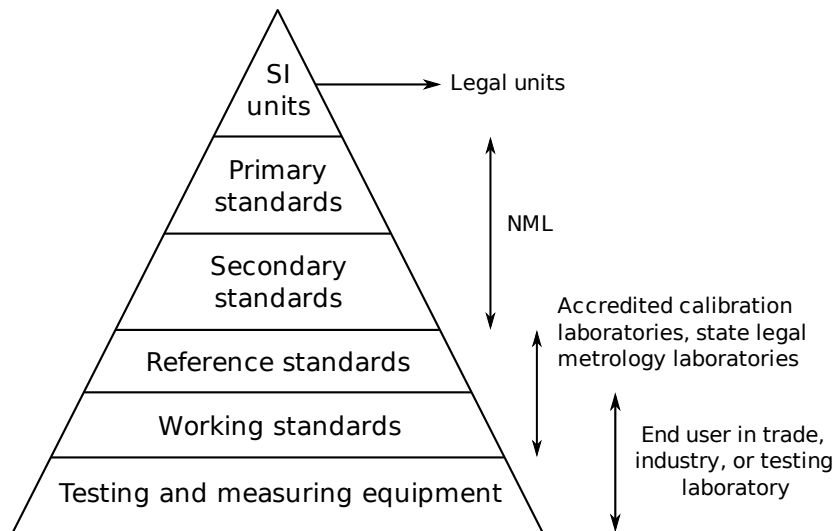 SI
units
Legal units
Primary
standards
NML
Secondary
standards
Accredited calibration
laboratories, state legal
metrology laboratories
Reference standards
Working standards
End user in trade,
industry, or testing
laboratory
Testing and measuring equipment